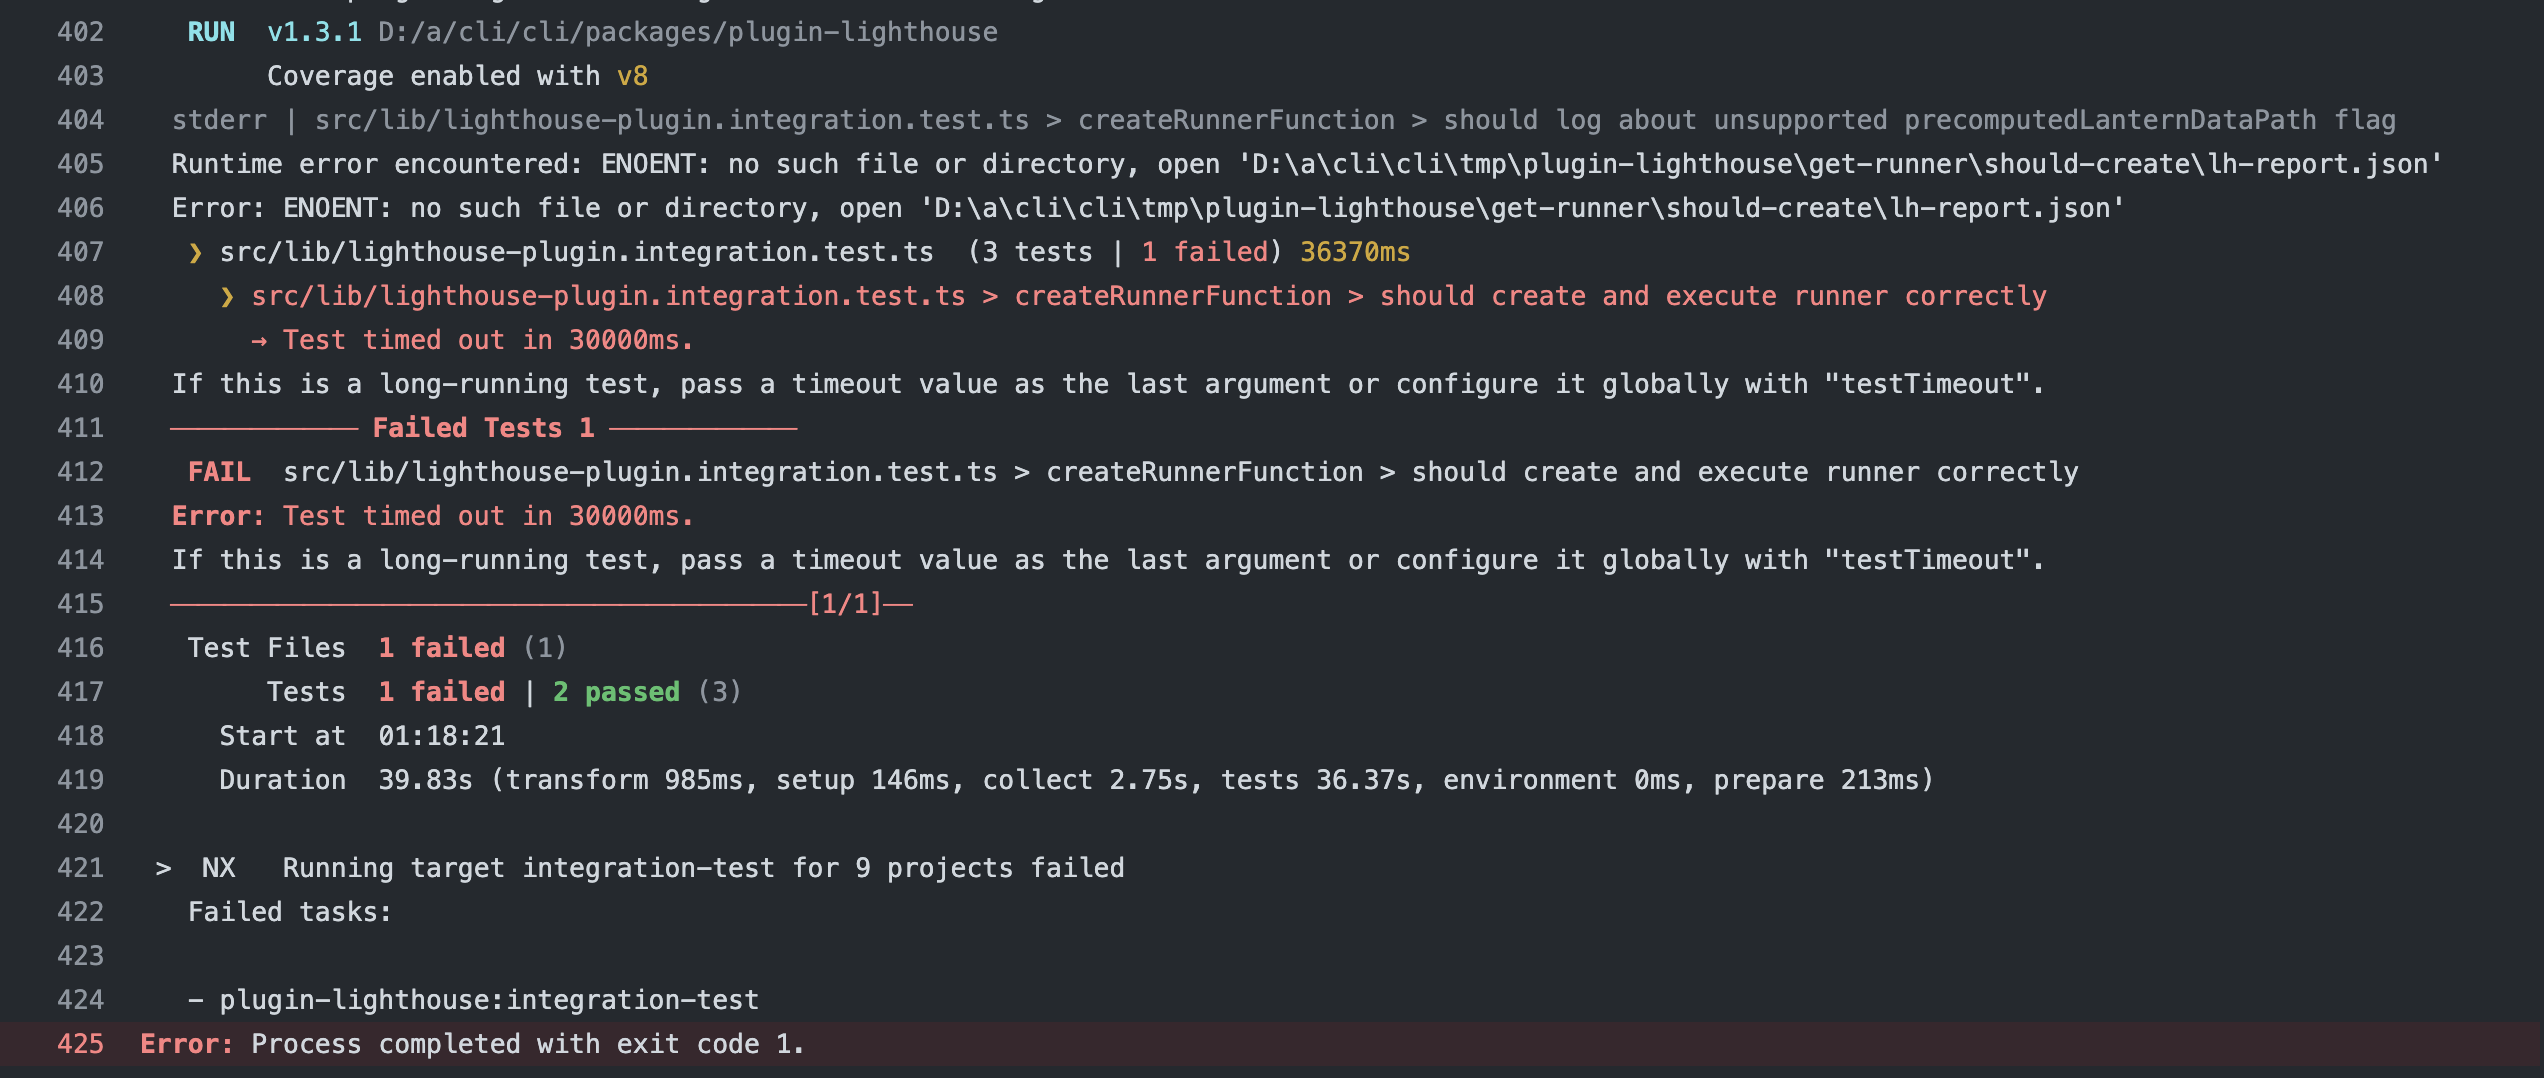 402 RUN v1.3.1 D:/a/cli/cli/packages/plugin-lighthouse
403 Coverage enabled with v8
404 stderr | src/lib/lighthouse-plugin.integration.test.ts > createRunnerFunction > should log about unsupported precomputedLanternDataPath flag
405 Runtime error encountered: ENOENT: no such file or directory, open 'D:\a\cli\cli\tmp\plugin-lighthouse\get-runner\should-create\lh-report.json'
406 Error: ENOENT: no such file or directory, open 'D:\a\cli\cli\tmp\plugin-lighthouse\get-runner\should-create\lh-report.json'
407 ❯ src/lib/lighthouse-plugin.integration.test.ts (3 tests | 1 failed) 36370ms
408 ❯ src/lib/lighthouse-plugin.integration.test.ts > createRunnerFunction > should create and execute runner correctly
409 → Test timed out in 30000ms.
410 If this is a long-running test, pass a timeout value as the last argument or configure it globally with "testTimeout".
411 ⎯⎯⎯⎯⎯⎯⎯ Failed Tests 1 ⎯⎯⎯⎯⎯⎯⎯
412 FAIL src/lib/lighthouse-plugin.integration.test.ts > createRunnerFunction > should create and execute runner correctly
413 Error: Test timed out in 30000ms.
414 If this is a long-running test, pass a timeout value as the last argument or configure it globally with "testTimeout".
415 ⎯⎯⎯⎯⎯⎯⎯⎯⎯⎯⎯⎯⎯⎯⎯⎯⎯⎯⎯⎯⎯⎯⎯⎯[1/1]⎯
416 Test Files 1 failed (1)
417 Tests 1 failed | 2 passed (3)
418 Start at 01:18:21
419 Duration 39.83s (transform 985ms, setup 146ms, collect 2.75s, tests 36.37s, environment 0ms, prepare 213ms)
420
421 > NX Running target integration-test for 9 projects failed
422 Failed tasks:
423
424 - plugin-lighthouse:integration-test
425 Error: Process completed with exit code 1.